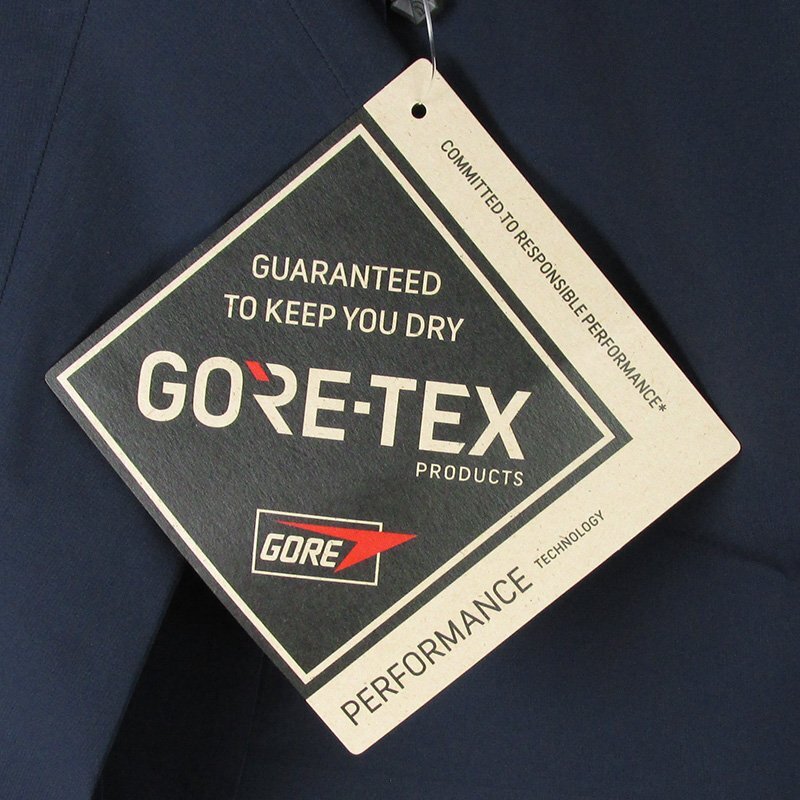 COMMITTED TO RESPONSIBLE PERFORMANCE*
GUARANTEED
TO KEEP YOU DRY
GORE-TEX
PRODUCTS
GORE
PERFORMANCE TECHNOLOGY